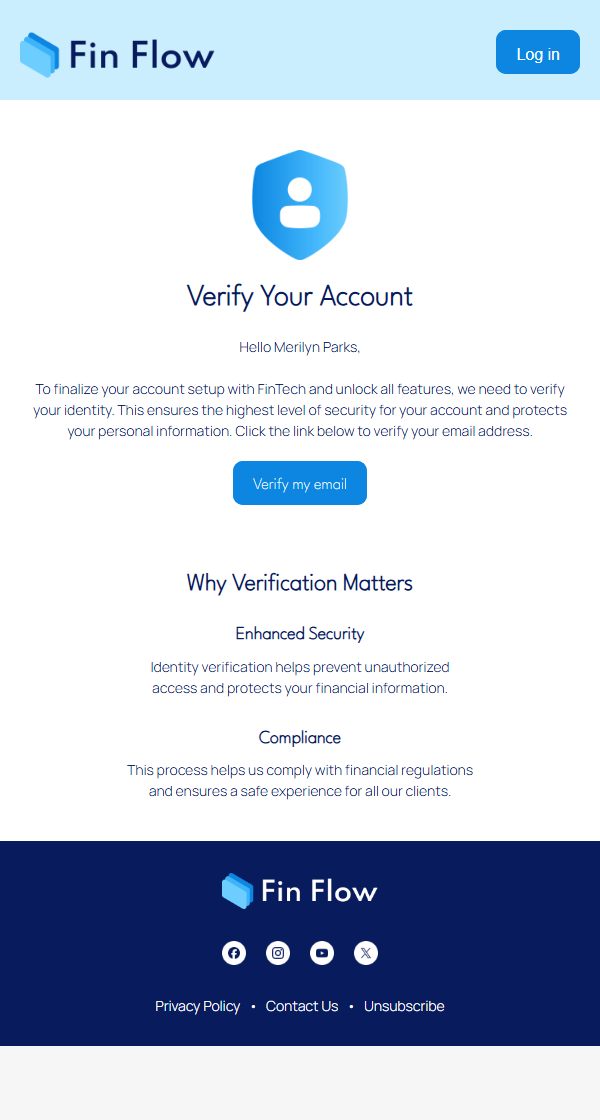 Fin Flow
Log in
Verify Your Account
Hello Merilyn Parks,
To finalize your account setup with FinTech and unlock all features, we need to verify
your identity. This ensures the highest level of security for your account and protects
your personal information. Click the link below to verify your email address.
Verify my email
Why Verification Matters
Enhanced Security
Identity verification helps prevent unauthorized
access and protects your financial information.
Compliance
This process helps us comply with financial regulations
and ensures a safe experience for all our clients.
Fin Flow
Privacy Policy • Contact Us • Unsubscribe